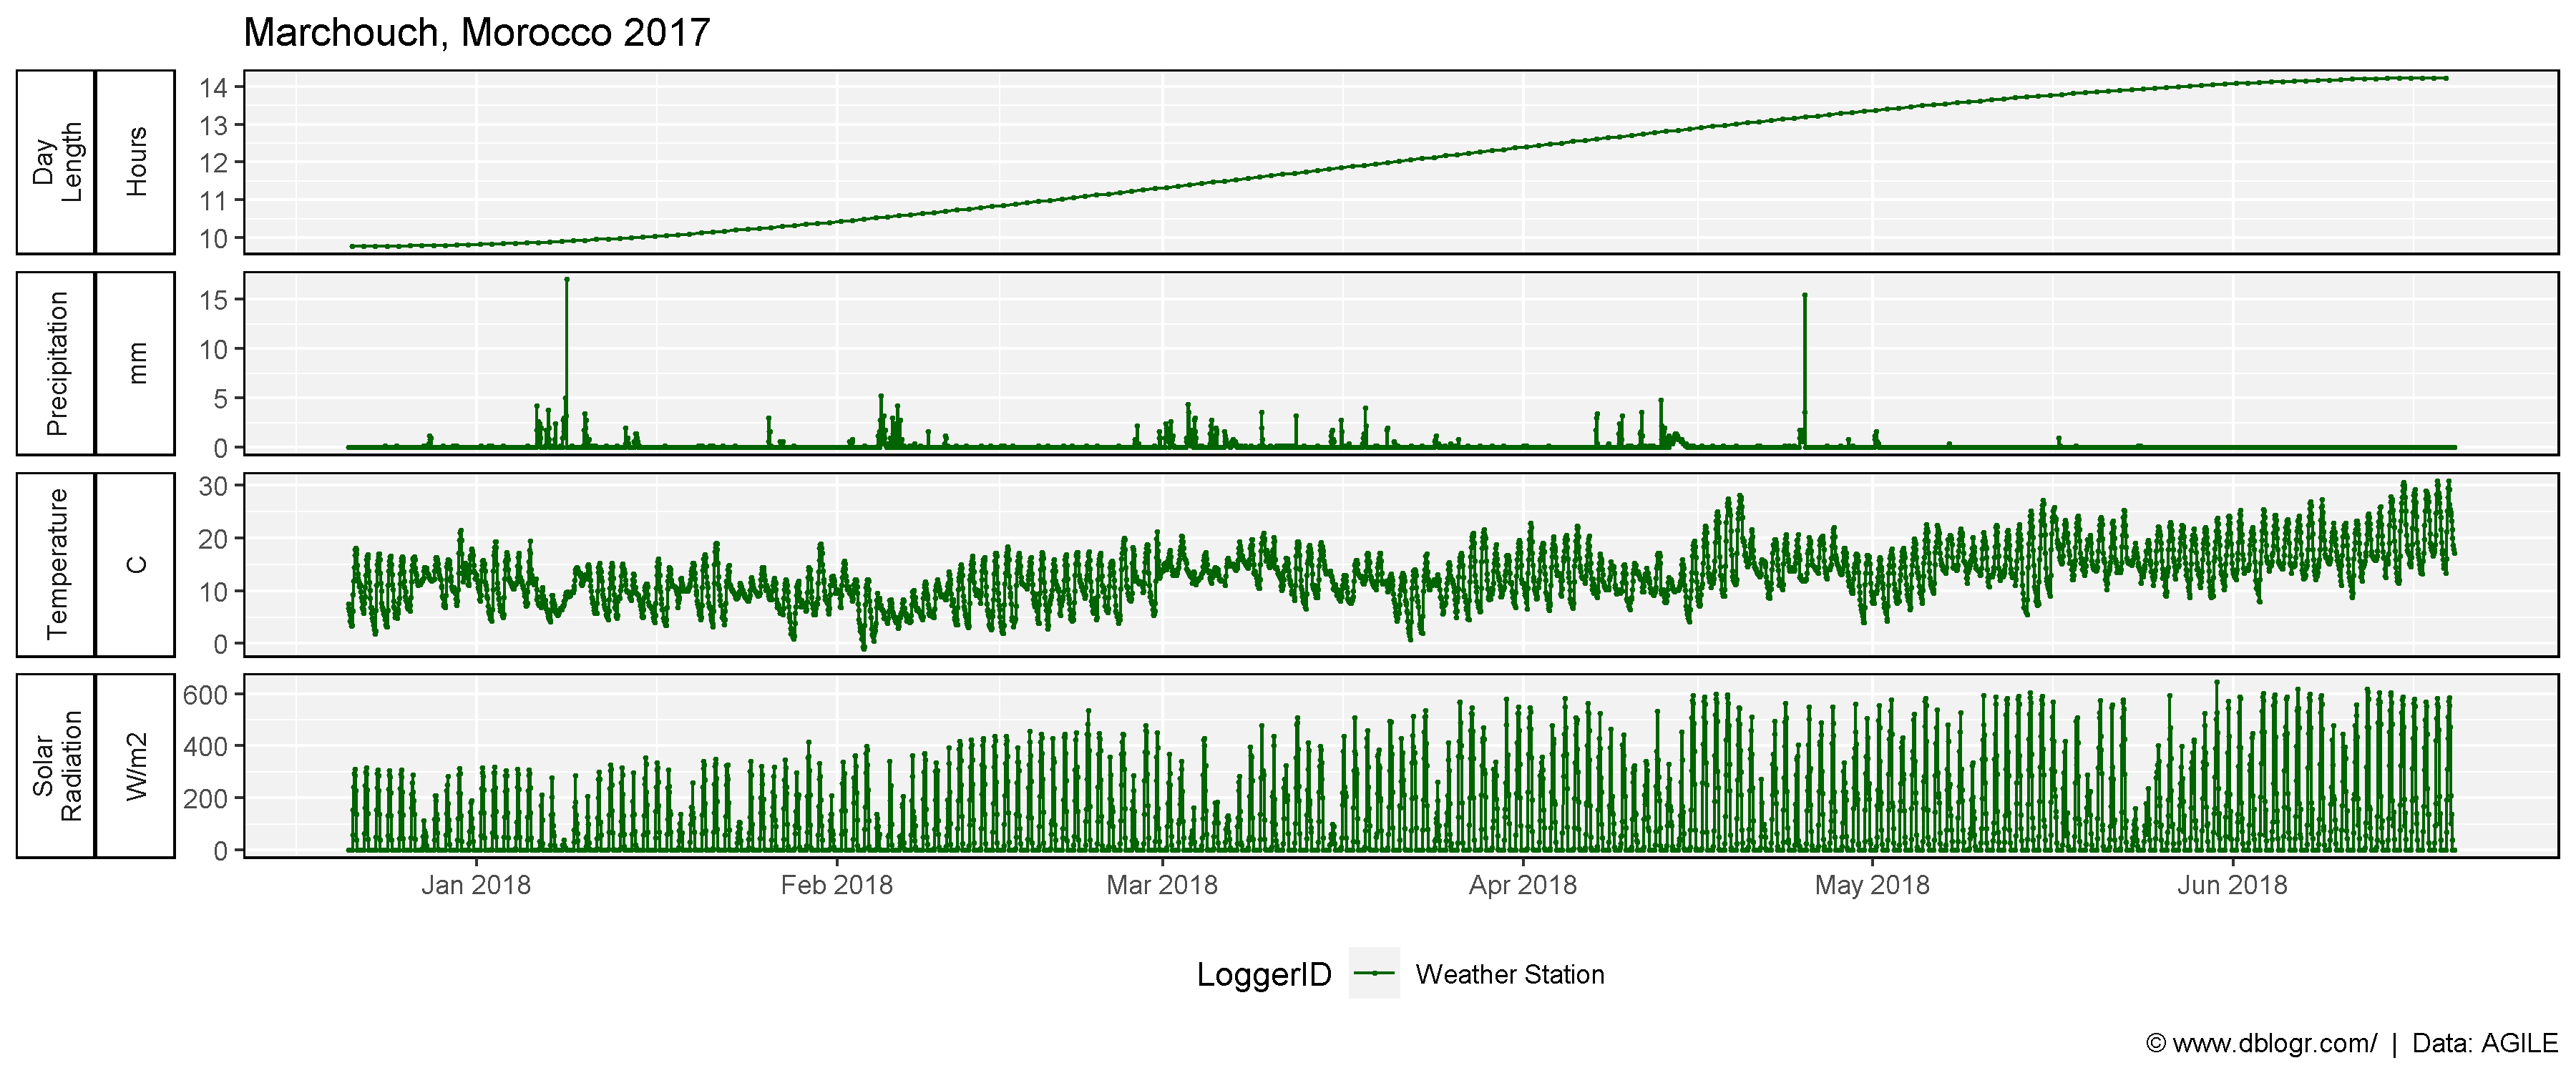 Marchouch, Morocco 2017
Day
Length
Hours
14
13
12
11
10
Precipitation
mm
15
10
5
0
Temperature
C
30
20
10
0
Solar
Radiation
W/m2
600
400
200
0
Jan 2018
Feb 2018
Mar 2018
Apr 2018
May 2018
Jun 2018
LoggerID
Weather Station
© www.dblogr.com/ | Data: AGILE